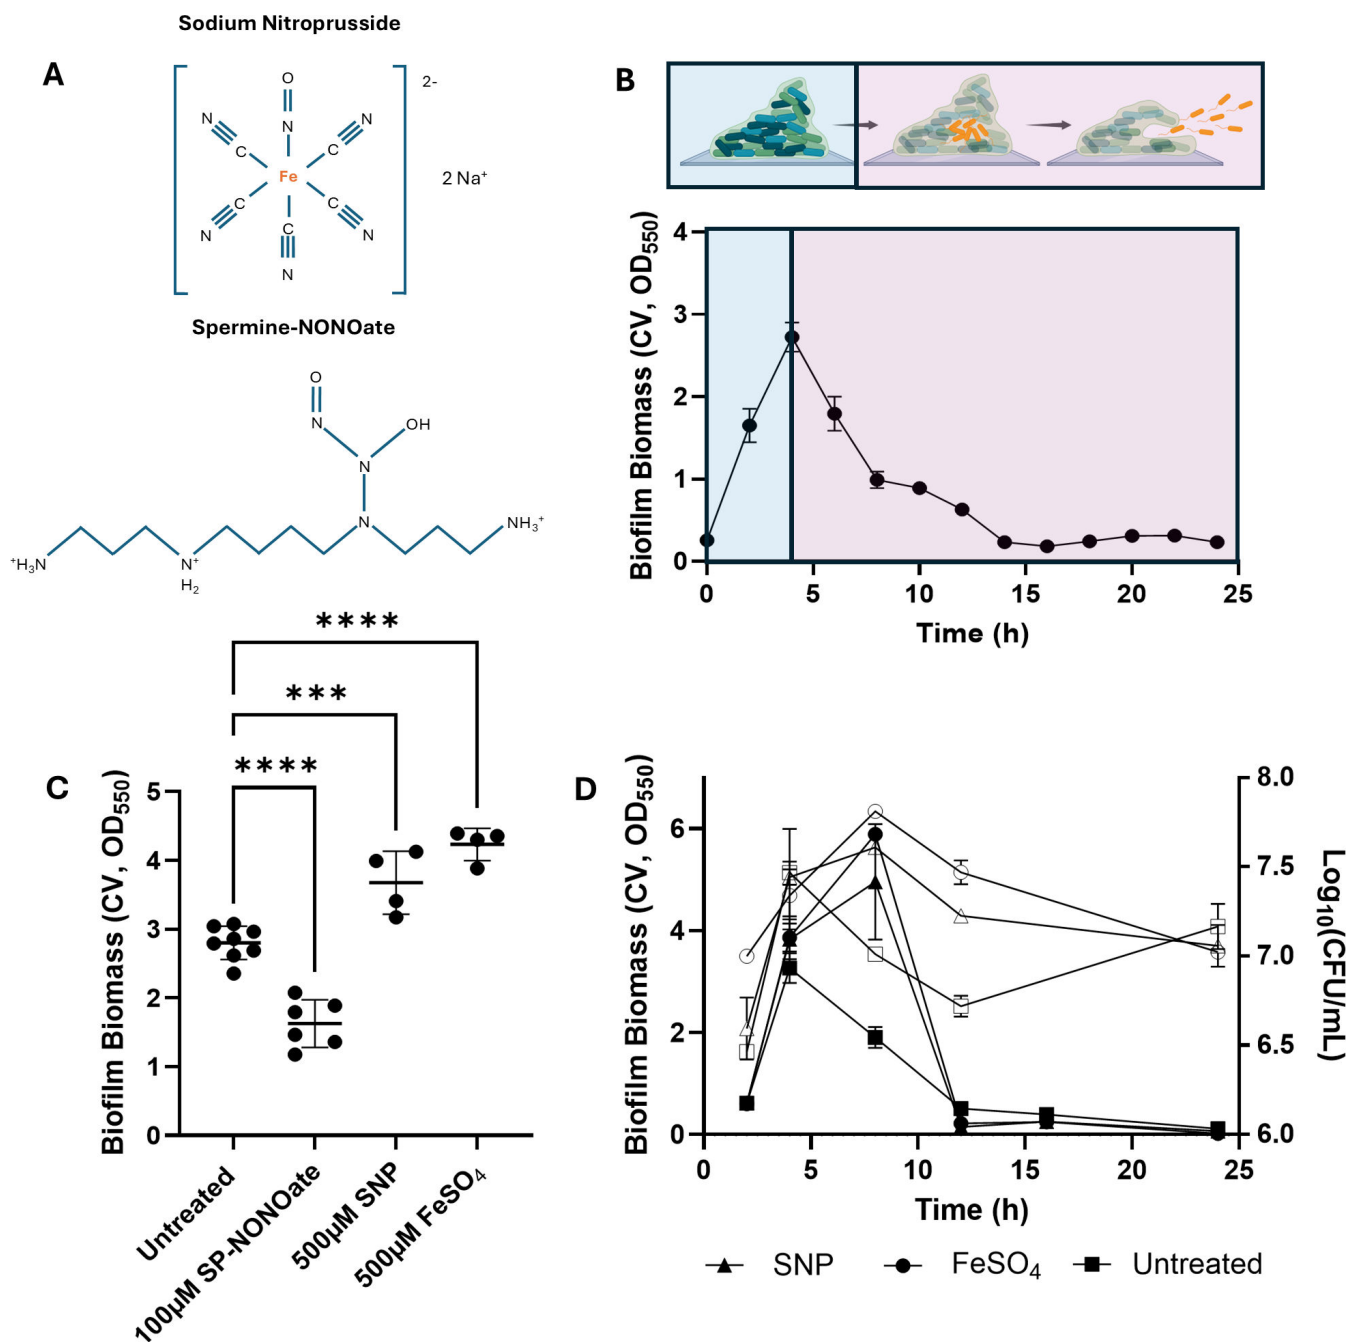 Sodium Nitroprusside
A
O
N
N
N
C
C
Fe
C
C
C
N
N
N
2-
2 Na⁺
Spermine-NONOate
O
N
OH
N
N
NH₃⁺
⁺H₃N
N⁺
H₂
B
Biofilm Biomass (CV, OD₅₅₀)
4
3
2
1
0
0 5 10 15 20 25
Time (h)
C
****
***
****
Biofilm Biomass (CV, OD₅₅₀)
5
4
3
2
1
0
Untreated
100µM SP-NONOate
500µM SNP
500µM FeSO₄
D
Biofilm Biomass (CV, OD₅₅₀)
6
4
2
0
8.0
7.5
7.0
6.5
6.0
Log₁₀(CFU/mL)
0 5 10 15 20 25
Time (h)
SNP FeSO₄ Untreated